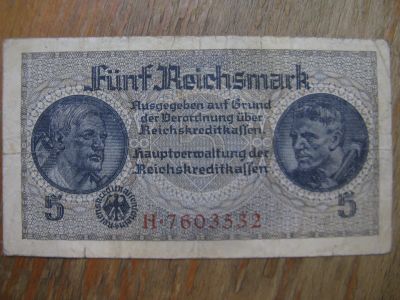 Fünf Reichsmark
Ausgegeben auf Grund
der Verordnung über
Reichskreditkassen.
Hauptverwaltung der
Reichskreditkassen
5
5
H·7603532